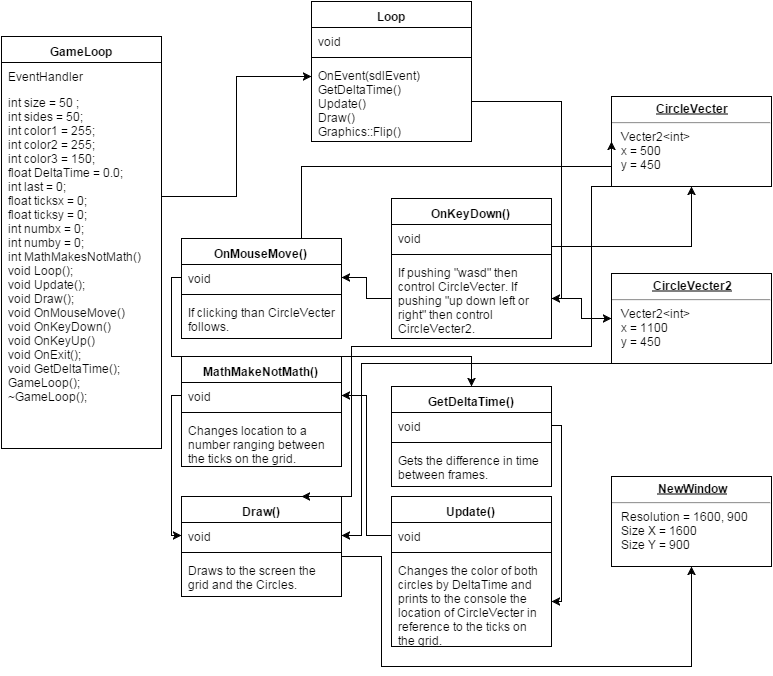 GameLoop
EventHandler
int size = 50 ;
int sides = 50;
int color1 = 255;
int color2 = 255;
int color3 = 150;
float DeltaTime = 0.0;
int last = 0;
float ticksx = 0;
float ticksy = 0;
int numbx = 0;
int numby = 0;
int MathMakesNotMath()
void Loop();
void Update();
void Draw();
void OnMouseMove()
void OnKeyDown()
void OnKeyUp()
void OnExit();
void GetDeltaTime();
GameLoop();
~GameLoop();
Loop
void
OnEvent(sdlEvent)
GetDeltaTime()
Update()
Draw()
Graphics::Flip()
CircleVecter
Vecter2<int>
x = 500
y = 450
OnKeyDown()
void
If pushing "wasd" then
control CircleVecter. If
pushing "up down left or
right" then control
CircleVecter2.
OnMouseMove()
void
If clicking than CircleVecter
follows.
CircleVecter2
Vecter2<int>
x = 1100
y = 450
MathMakeNotMath()
void
Changes location to a
number ranging between
the ticks on the grid.
GetDeltaTime()
void
Gets the difference in time
between frames.
Draw()
void
Draws to the screen the
grid and the Circles.
Update()
void
Changes the color of both
circles by DeltaTime and
prints to the console the
location of CircleVecter in
reference to the ticks on
the grid.
NewWindow
Resolution = 1600, 900
Size X = 1600
Size Y = 900